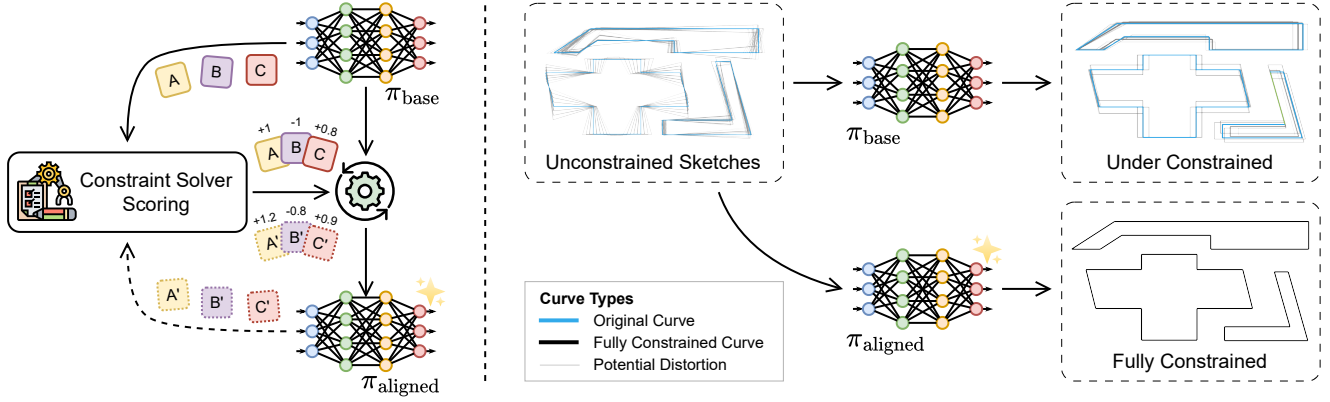 A
B
C
π_base
+1
-1
+0.8
A
B
C
Constraint Solver
Scoring
+1.2
-0.8
+0.9
A'
B'
C'
A'
B'
C'
π_aligned
Unconstrained Sketches
π_base
Under Constrained
Curve Types
Original Curve
Fully Constrained Curve
Potential Distortion
π_aligned
Fully Constrained